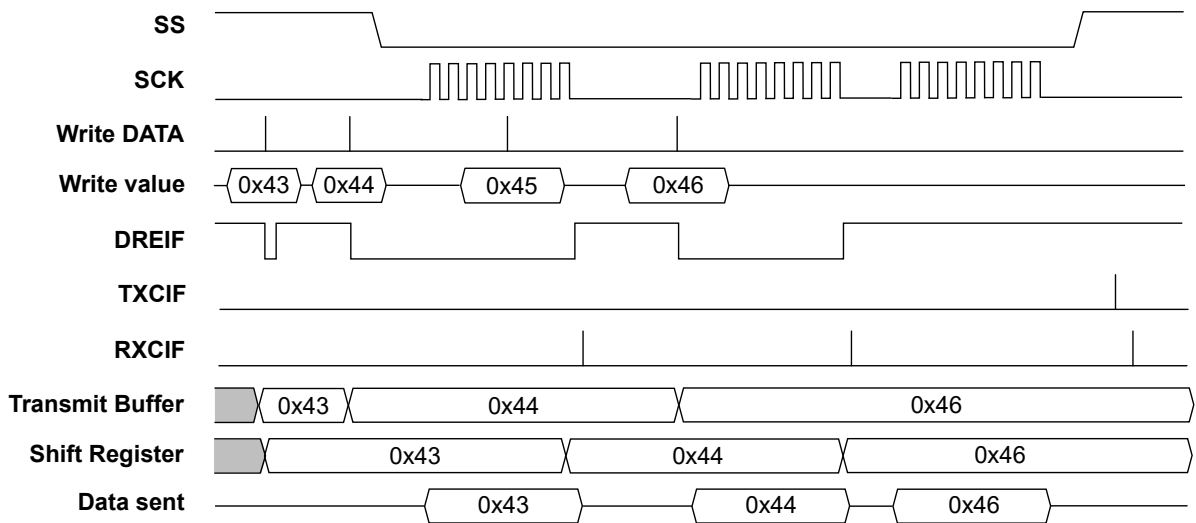 SS
SCK
Write DATA
Write value 0x43 0x44 0x45 0x46
DREIF
TXCIF
RXCIF
Transmit Buffer 0x43 0x44 0x46
Shift Register 0x43 0x44 0x46
Data sent 0x43 0x44 0x46